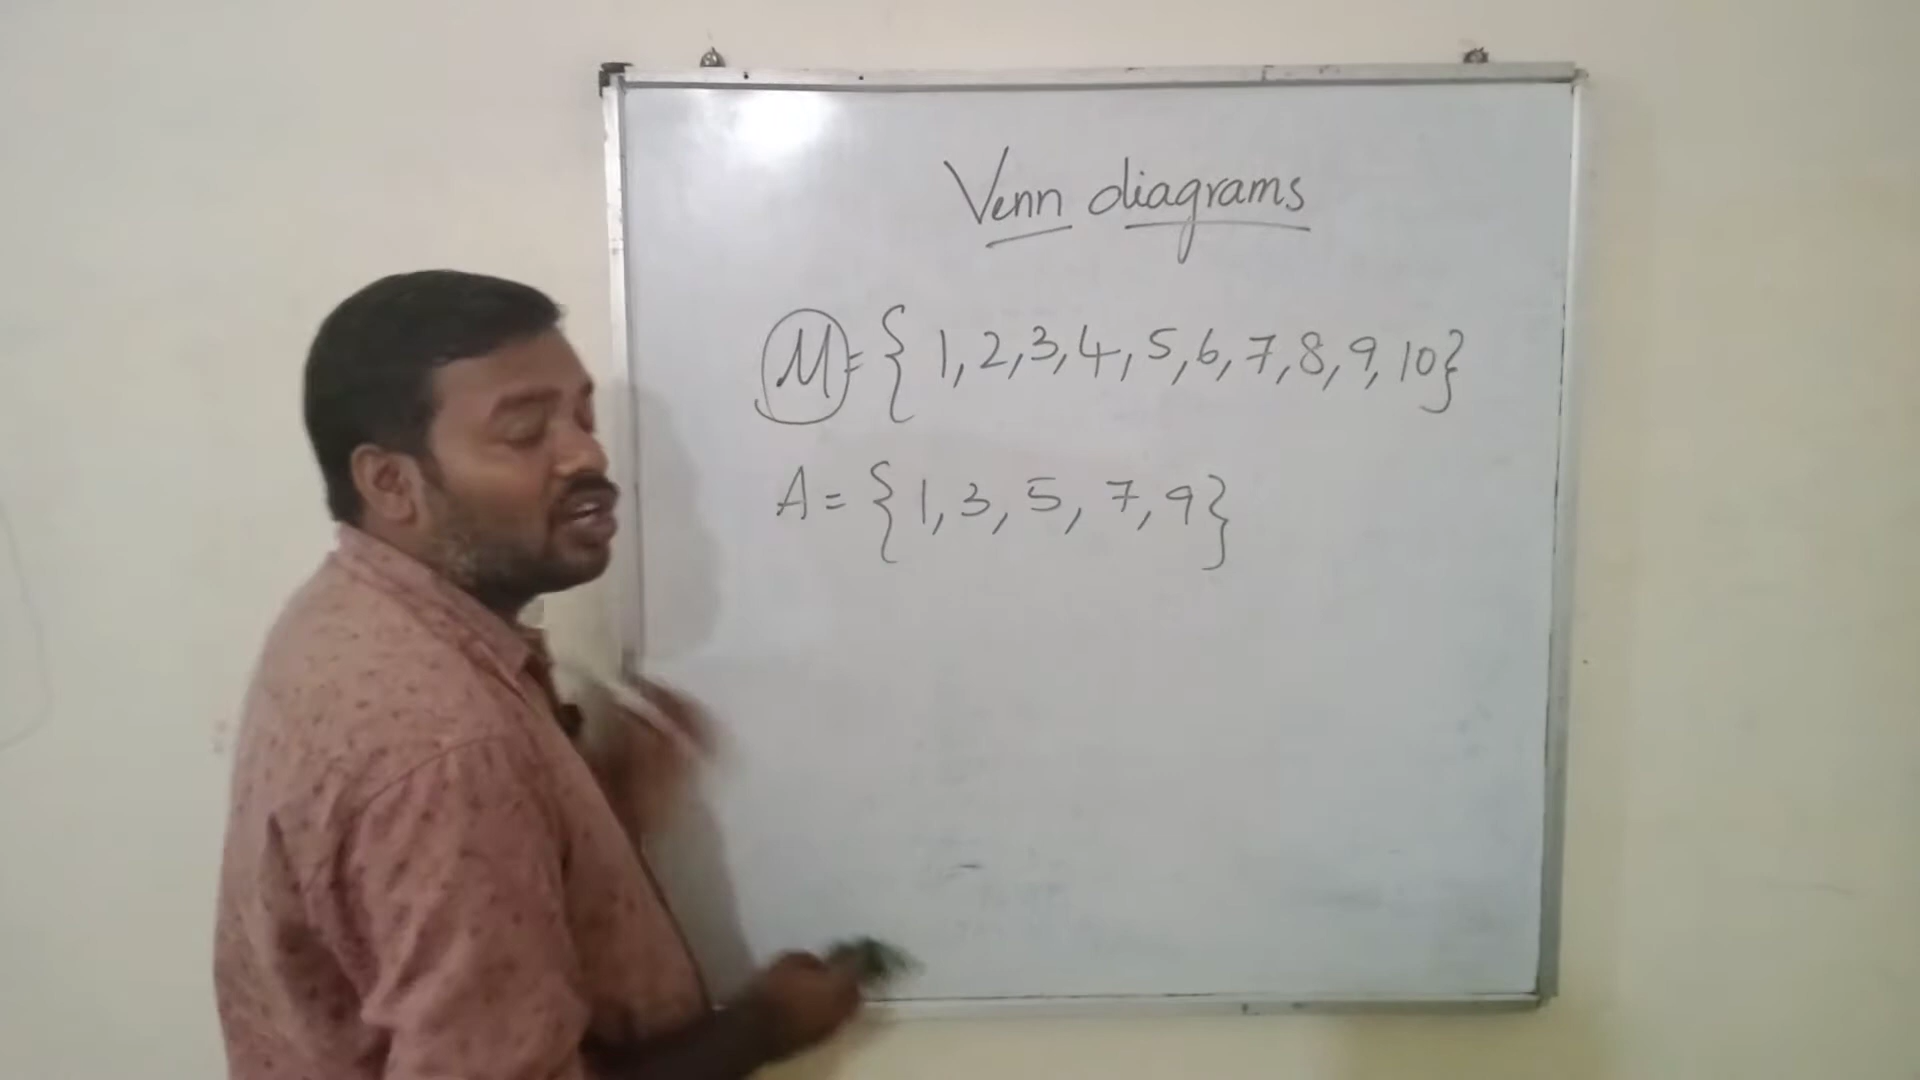 Venn diagrams
M = { 1, 2, 3, 4, 5, 6, 7, 8, 9, 10}
A = { 1, 3, 5, 7, 9}